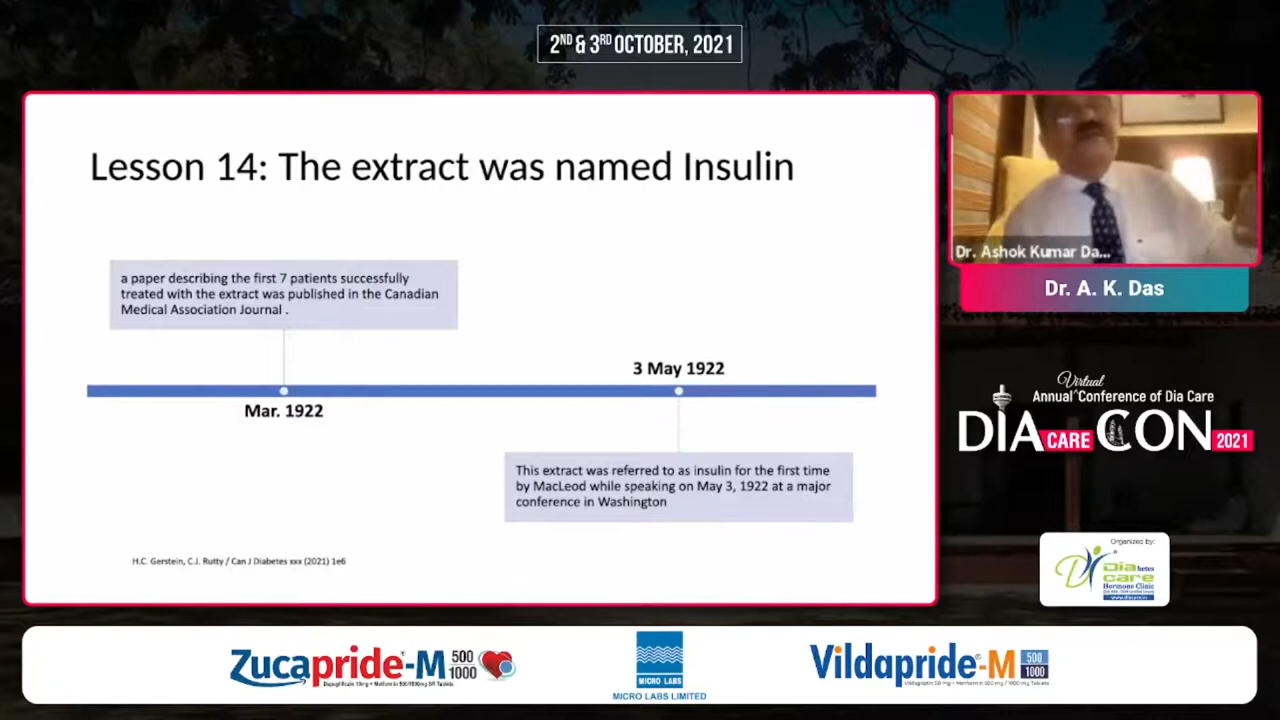 2ND & 3RD OCTOBER, 2021
Lesson 14: The extract was named Insulin
a paper describing the first 7 patients successfully
treated with the extract was published in the Canadian
Medical Association Journal .
Mar. 1922
3 May 1922
This extract was referred to as insulin for the first time
by MacLeod while speaking on May 3, 1922 at a major
conference in Washington
H.C. Gerstein, C.J. Rutty / Can J Diabetes xxx (2021) 1e6
Dr. Ashok Kumar Da...
Dr. A. K. Das
Virtual
Annual^Conference of Dia Care
DIA CARE CON 2021
Organized by:
Diabetes
care
Hormone Clinic
Zucapride®-M 500 1000
MICRO LABS
MICRO LABS LIMITED
Vildapride®-M 500 1000